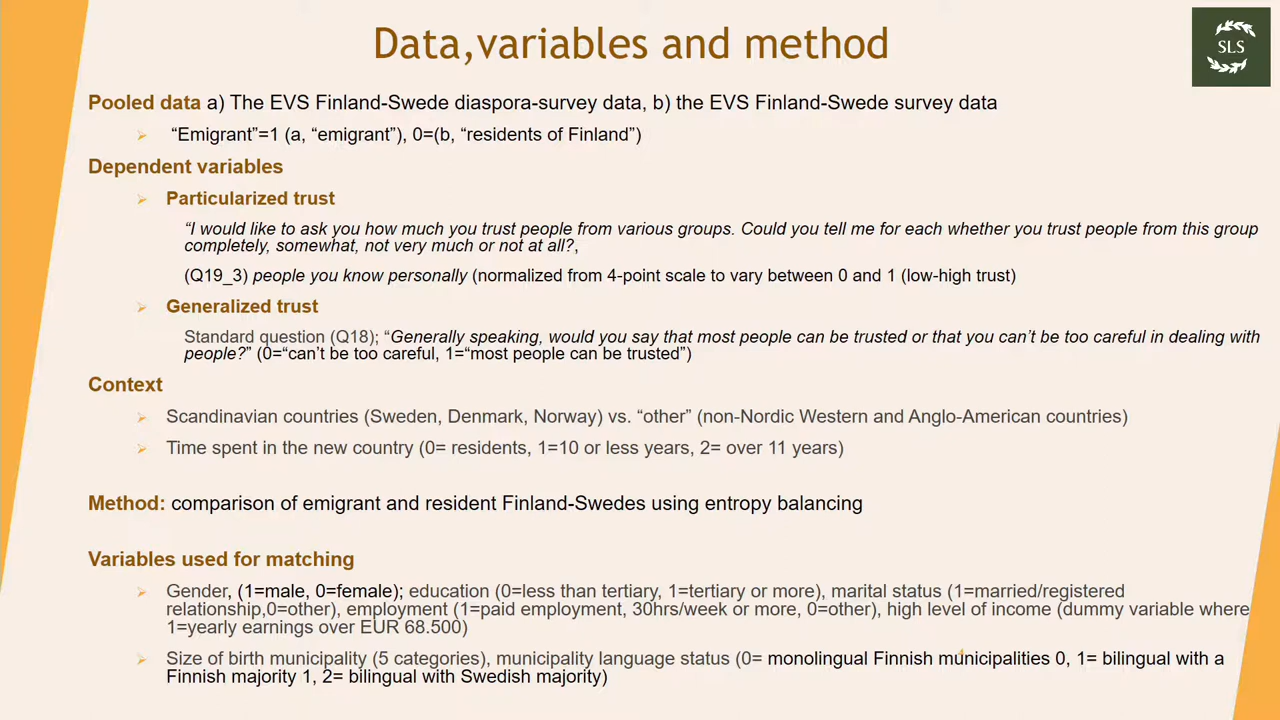 Data,variables and method
SLS
Pooled data a) The EVS Finland-Swede diaspora-survey data, b) the EVS Finland-Swede survey data
“Emigrant”=1 (a, “emigrant”), 0=(b, “residents of Finland”)
Dependent variables
Particularized trust
“I would like to ask you how much you trust people from various groups. Could you tell me for each whether you trust people from this group
completely, somewhat, not very much or not at all?,
(Q19_3) people you know personally (normalized from 4-point scale to vary between 0 and 1 (low-high trust)
Generalized trust
Standard question (Q18); “Generally speaking, would you say that most people can be trusted or that you can’t be too careful in dealing with
people?” (0=“can’t be too careful, 1=“most people can be trusted”)
Context
Scandinavian countries (Sweden, Denmark, Norway) vs. “other” (non-Nordic Western and Anglo-American countries)
Time spent in the new country (0= residents, 1=10 or less years, 2= over 11 years)
Method: comparison of emigrant and resident Finland-Swedes using entropy balancing
Variables used for matching
Gender, (1=male, 0=female); education (0=less than tertiary, 1=tertiary or more), marital status (1=married/registered
relationship,0=other), employment (1=paid employment, 30hrs/week or more, 0=other), high level of income (dummy variable where
1=yearly earnings over EUR 68.500)
Size of birth municipality (5 categories), municipality language status (0= monolingual Finnish municipalities 0, 1= bilingual with a
Finnish majority 1, 2= bilingual with Swedish majority)